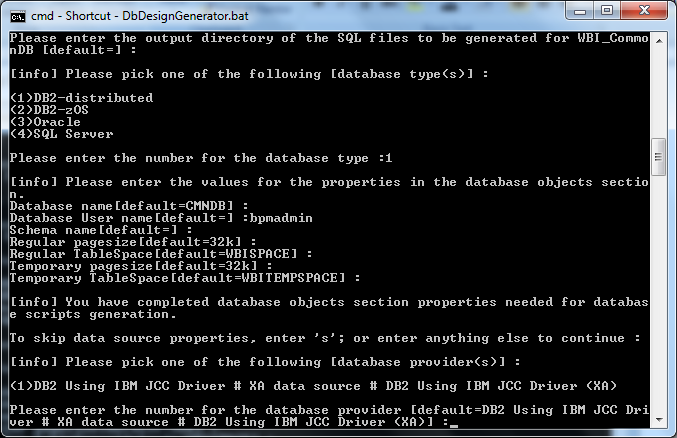 cmd - Shortcut - DbDesignGenerator.bat
Please enter the output directory of the SQL files to be generated for WBI_Commo
nDB [default=] :
[info] Please pick one of the following [database type(s)] :
(1)DB2-distributed
(2)DB2-zOS
(3)Oracle
(4)SQL Server
Please enter the number for the database type :1
[info] Please enter the values for the properties in the database objects sectio
n.
Database name[default=CMNDB] :
Database User name[default=] :bpmadmin
Schema name[default=] :
Regular pagesize[default=32k] :
Regular TableSpace[default=WBISPACE] :
Temporary pagesize[default=32k] :
Temporary TableSpace[default=WBITEMPSPACE] :
[info] You have completed database objects section properties needed for databas
e scripts generation.
To skip data source properties, enter 's'; or enter anything else to continue :
[info] Please pick one of the following [database provider(s)] :
(1)DB2 Using IBM JCC Driver # XA data source # DB2 Using IBM JCC Driver (XA)
Please enter the number for the database provider [default=DB2 Using IBM JCC Dri
ver # XA data source # DB2 Using IBM JCC Driver (XA)] :_